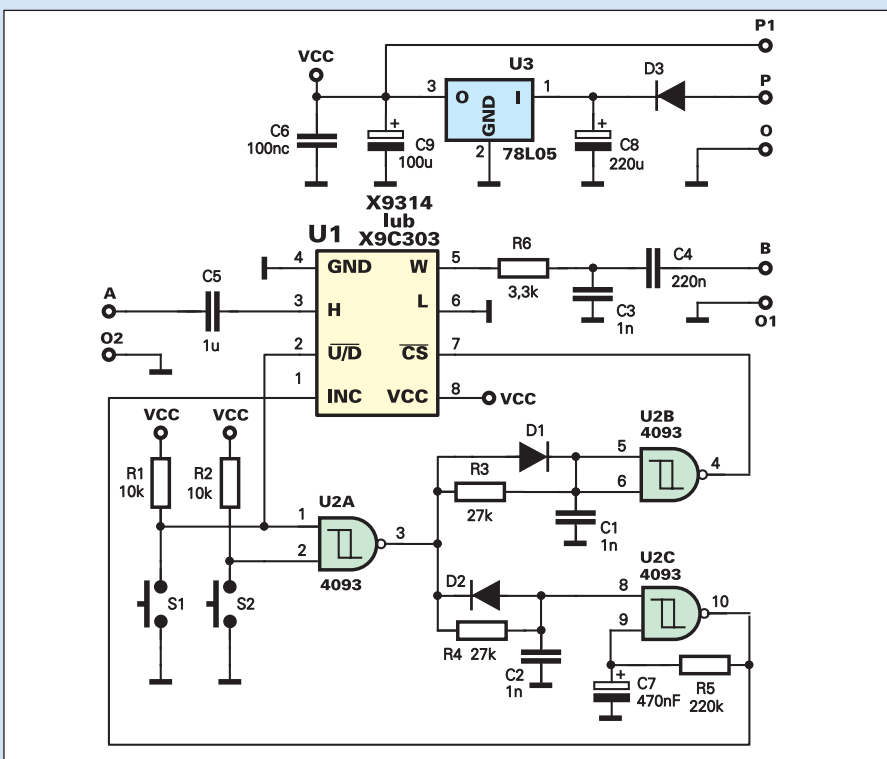 P1
VCC
U3
D3
P
3
O
GND
I
1
C6
100nc
+
C9
100u
2
78L05
+
C8
220u
O
X9314
lub
X9C303
U1
4
GND
W
5
R6
3,3k
C4
220n
B
A
C5
1u
3
H
L
6
C3
1n
O1
O2
2
U/D
CS
7
1
INC
VCC
8
VCC
VCC
VCC
R1
10k
R2
10k
U2A
1
2
3
4093
S1
S2
D1
R3
27k
5
6
U2B
4093
4
C1
1n
D2
R4 27k
C2
1n
8
9
U2C
4093
10
+
C7
470nF
R5
220k